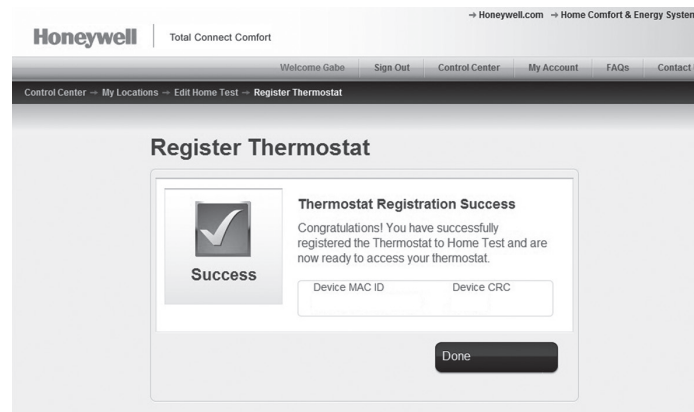 → Honeywell.com → Home Comfort & Energy System
Honeywell Total Connect Comfort
Welcome Gabe Sign Out Control Center My Account FAQs Contact
Control Center → My Locations → Edit Home Test → Register Thermostat
Register Thermostat
Thermostat Registration Success
Congratulations! You have successfully
registered the Thermostat to Home Test and are
now ready to access your thermostat.
Success
Device MAC ID Device CRC
Done